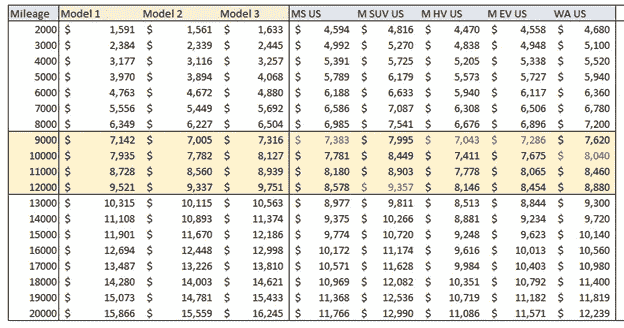 Mileage Model 1 Model 2 Model 3 MS US M SUV US M HV US M EV US WA US
2000 $ 1,591 $ 1,561 $ 1,633 $ 4,594 $ 4,816 $ 4,470 $ 4,558 $ 4,680
3000 $ 2,384 $ 2,339 $ 2,445 $ 4,992 $ 5,270 $ 4,838 $ 4,948 $ 5,100
4000 $ 3,177 $ 3,116 $ 3,257 $ 5,391 $ 5,725 $ 5,205 $ 5,338 $ 5,520
5000 $ 3,970 $ 3,894 $ 4,068 $ 5,789 $ 6,179 $ 5,573 $ 5,727 $ 5,940
6000 $ 4,763 $ 4,672 $ 4,880 $ 6,188 $ 6,633 $ 5,940 $ 6,117 $ 6,360
7000 $ 5,556 $ 5,449 $ 5,692 $ 6,586 $ 7,087 $ 6,308 $ 6,506 $ 6,780
8000 $ 6,349 $ 6,227 $ 6,504 $ 6,985 $ 7,541 $ 6,676 $ 6,896 $ 7,200
9000 $ 7,142 $ 7,005 $ 7,316 $ 7,383 $ 7,995 $ 7,043 $ 7,286 $ 7,620
10000 $ 7,935 $ 7,782 $ 8,127 $ 7,781 $ 8,449 $ 7,411 $ 7,675 $ 8,040
11000 $ 8,728 $ 8,560 $ 8,939 $ 8,180 $ 8,903 $ 7,778 $ 8,065 $ 8,460
12000 $ 9,521 $ 9,337 $ 9,751 $ 8,578 $ 9,357 $ 8,146 $ 8,454 $ 8,880
13000 $ 10,315 $ 10,115 $ 10,563 $ 8,977 $ 9,811 $ 8,513 $ 8,844 $ 9,300
14000 $ 11,108 $ 10,893 $ 11,374 $ 9,375 $ 10,266 $ 8,881 $ 9,234 $ 9,720
15000 $ 11,901 $ 11,670 $ 12,186 $ 9,774 $ 10,720 $ 9,248 $ 9,623 $ 10,140
16000 $ 12,694 $ 12,448 $ 12,998 $ 10,172 $ 11,174 $ 9,616 $ 10,013 $ 10,560
17000 $ 13,487 $ 13,226 $ 13,810 $ 10,571 $ 11,628 $ 9,984 $ 10,403 $ 10,980
18000 $ 14,280 $ 14,003 $ 14,621 $ 10,969 $ 12,082 $ 10,351 $ 10,792 $ 11,400
19000 $ 15,073 $ 14,781 $ 15,433 $ 11,368 $ 12,536 $ 10,719 $ 11,182 $ 11,819
20000 $ 15,866 $ 15,559 $ 16,245 $ 11,766 $ 12,990 $ 11,086 $ 11,571 $ 12,239